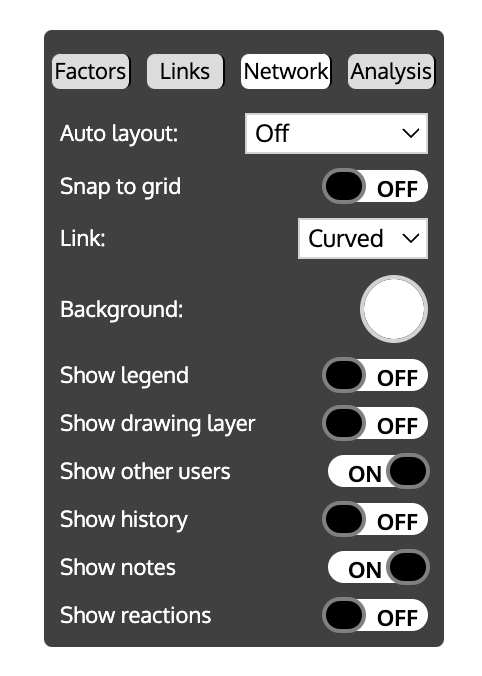 Factors Links Network Analysis
Auto layout: Off
Snap to grid OFF
Link: Curved
Background:
Show legend OFF
Show drawing layer OFF
Show other users ON
Show history OFF
Show notes ON
Show reactions OFF